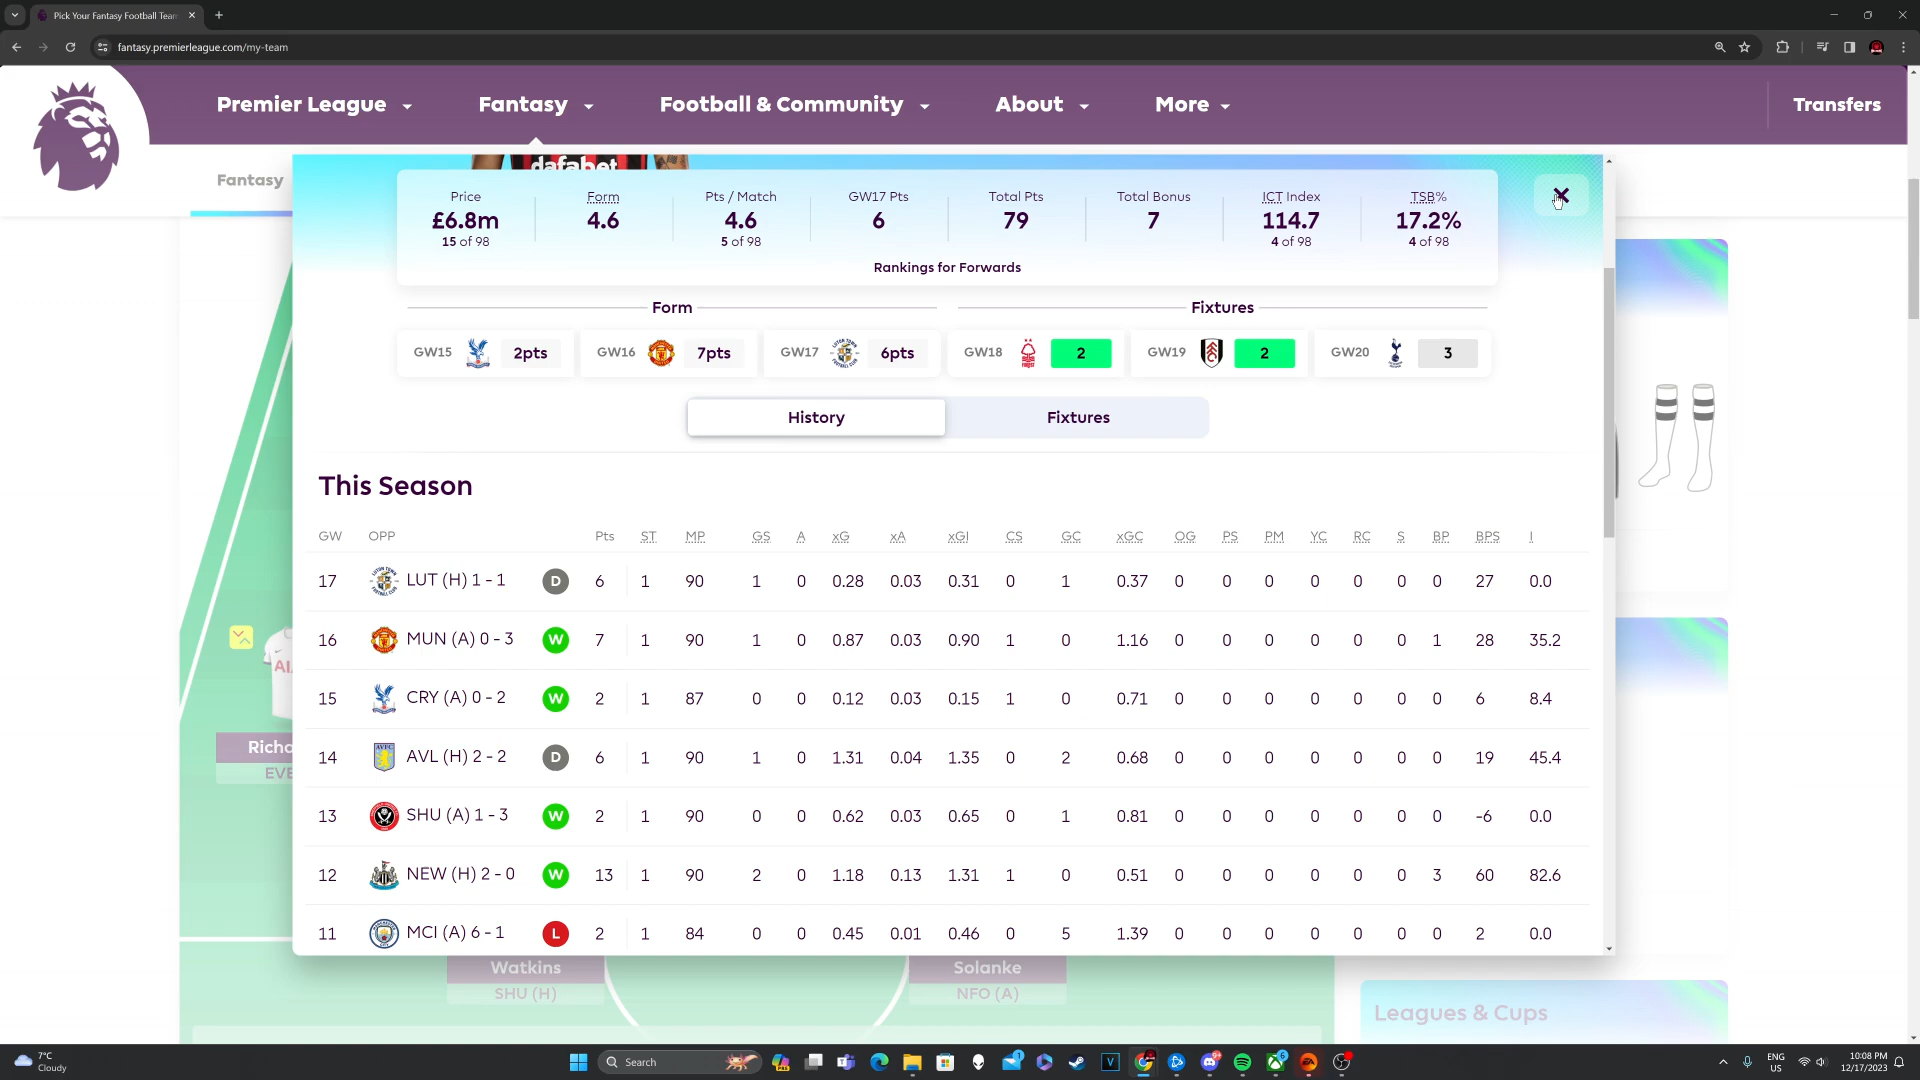 Pick Your Fantasy Football Team
fantasy.premierleague.com/my-team
Premier League Fantasy Football & Community About More Transfers
Fantasy
dafabet
Price Form Pts / Match GW17 Pts Total Pts Total Bonus ICT Index TSB%
£6.8m 4.6 4.6 6 79 7 114.7 17.2%
15 of 98 5 of 98 4 of 98 4 of 98
Rankings for Forwards
Form Fixtures
GW15 2pts GW16 7pts GW17 6pts GW18 2 GW19 2 GW20 3
History Fixtures
This Season
GW OPP Pts ST MP GS A xG xA xGI CS GC xGC OG PS PM YC RC S BP BPS I
17 LUT (H) 1 - 1 D 6 1 90 1 0 0.28 0.03 0.31 0 1 0.37 0 0 0 0 0 0 0 27 0.0
16 MUN (A) 0 - 3 W 7 1 90 1 0 0.87 0.03 0.90 1 0 1.16 0 0 0 0 0 0 1 28 35.2
15 CRY (A) 0 - 2 W 2 1 87 0 0 0.12 0.03 0.15 1 0 0.71 0 0 0 0 0 0 0 6 8.4
14 AVL (H) 2 - 2 D 6 1 90 1 0 1.31 0.04 1.35 0 2 0.68 0 0 0 0 0 0 0 19 45.4
13 SHU (A) 1 - 3 W 2 1 90 0 0 0.62 0.03 0.65 0 1 0.81 0 0 0 0 0 0 0 -6 0.0
12 NEW (H) 2 - 0 W 13 1 90 2 0 1.18 0.13 1.31 1 0 0.51 0 0 0 0 0 0 3 60 82.6
11 MCI (A) 6 - 1 L 2 1 84 0 0 0.45 0.01 0.46 0 5 1.39 0 0 0 0 0 0 0 2 0.0
AI
Richa
EVE
Watkins Solanke
SHU (H) NFO (A)
Leagues & Cups
7°C
Cloudy
Search
ENG
US
10:08 PM
12/17/2023